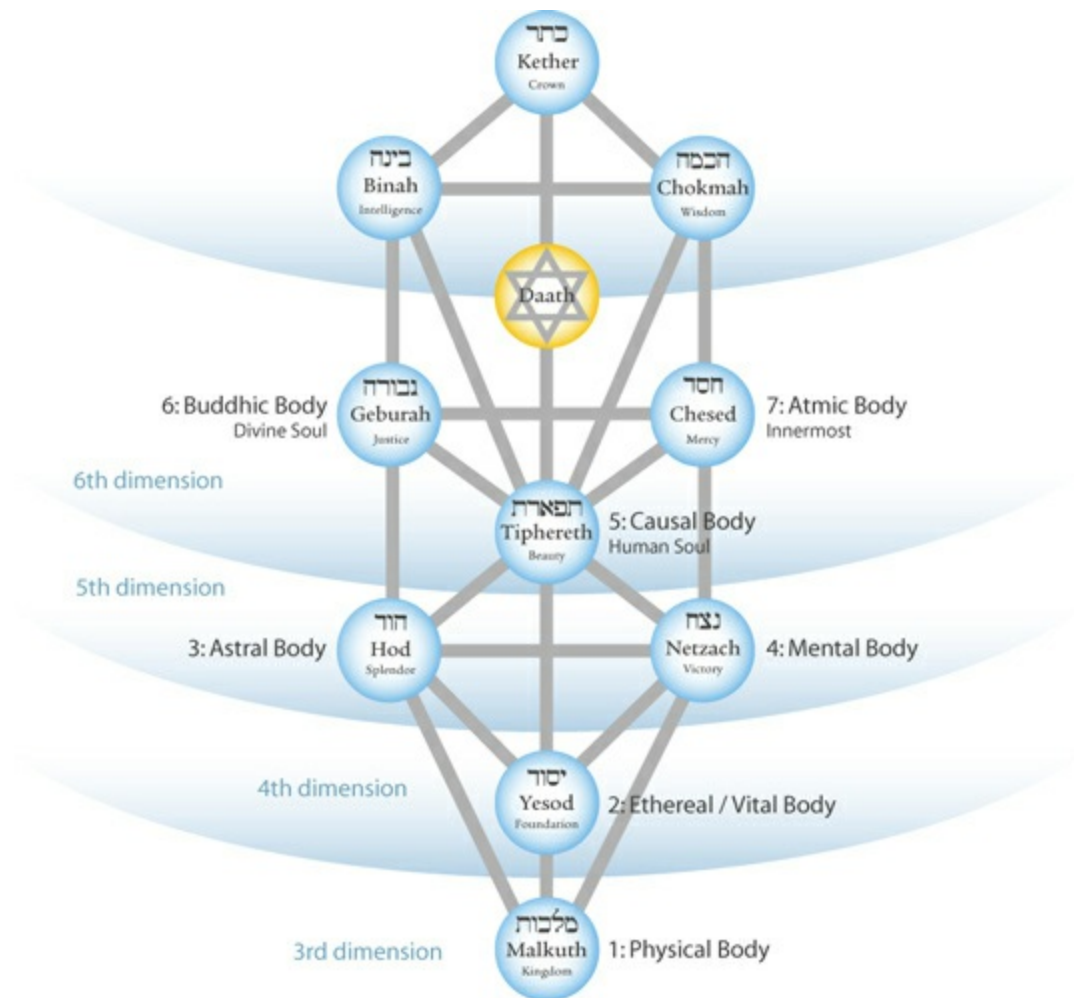 כתר
Kether
Crown
בינה
Binah
Intelligence
חכמה
Chokmah
Wisdom
Daath
6: Buddhic Body
Divine Soul
גבורה
Geburah
Justice
חסד
Chesed
Mercy
7: Atmic Body
Innermost
6th dimension
תפארת
Tiphereth
Beauty
5: Causal Body
Human Soul
5th dimension
3: Astral Body
הוד
Hod
Splendor
נצח
Netzach
Victory
4: Mental Body
4th dimension
יסוד
Yesod
Foundation
2: Ethereal / Vital Body
3rd dimension
מלכות
Malkuth
Kingdom
1: Physical Body